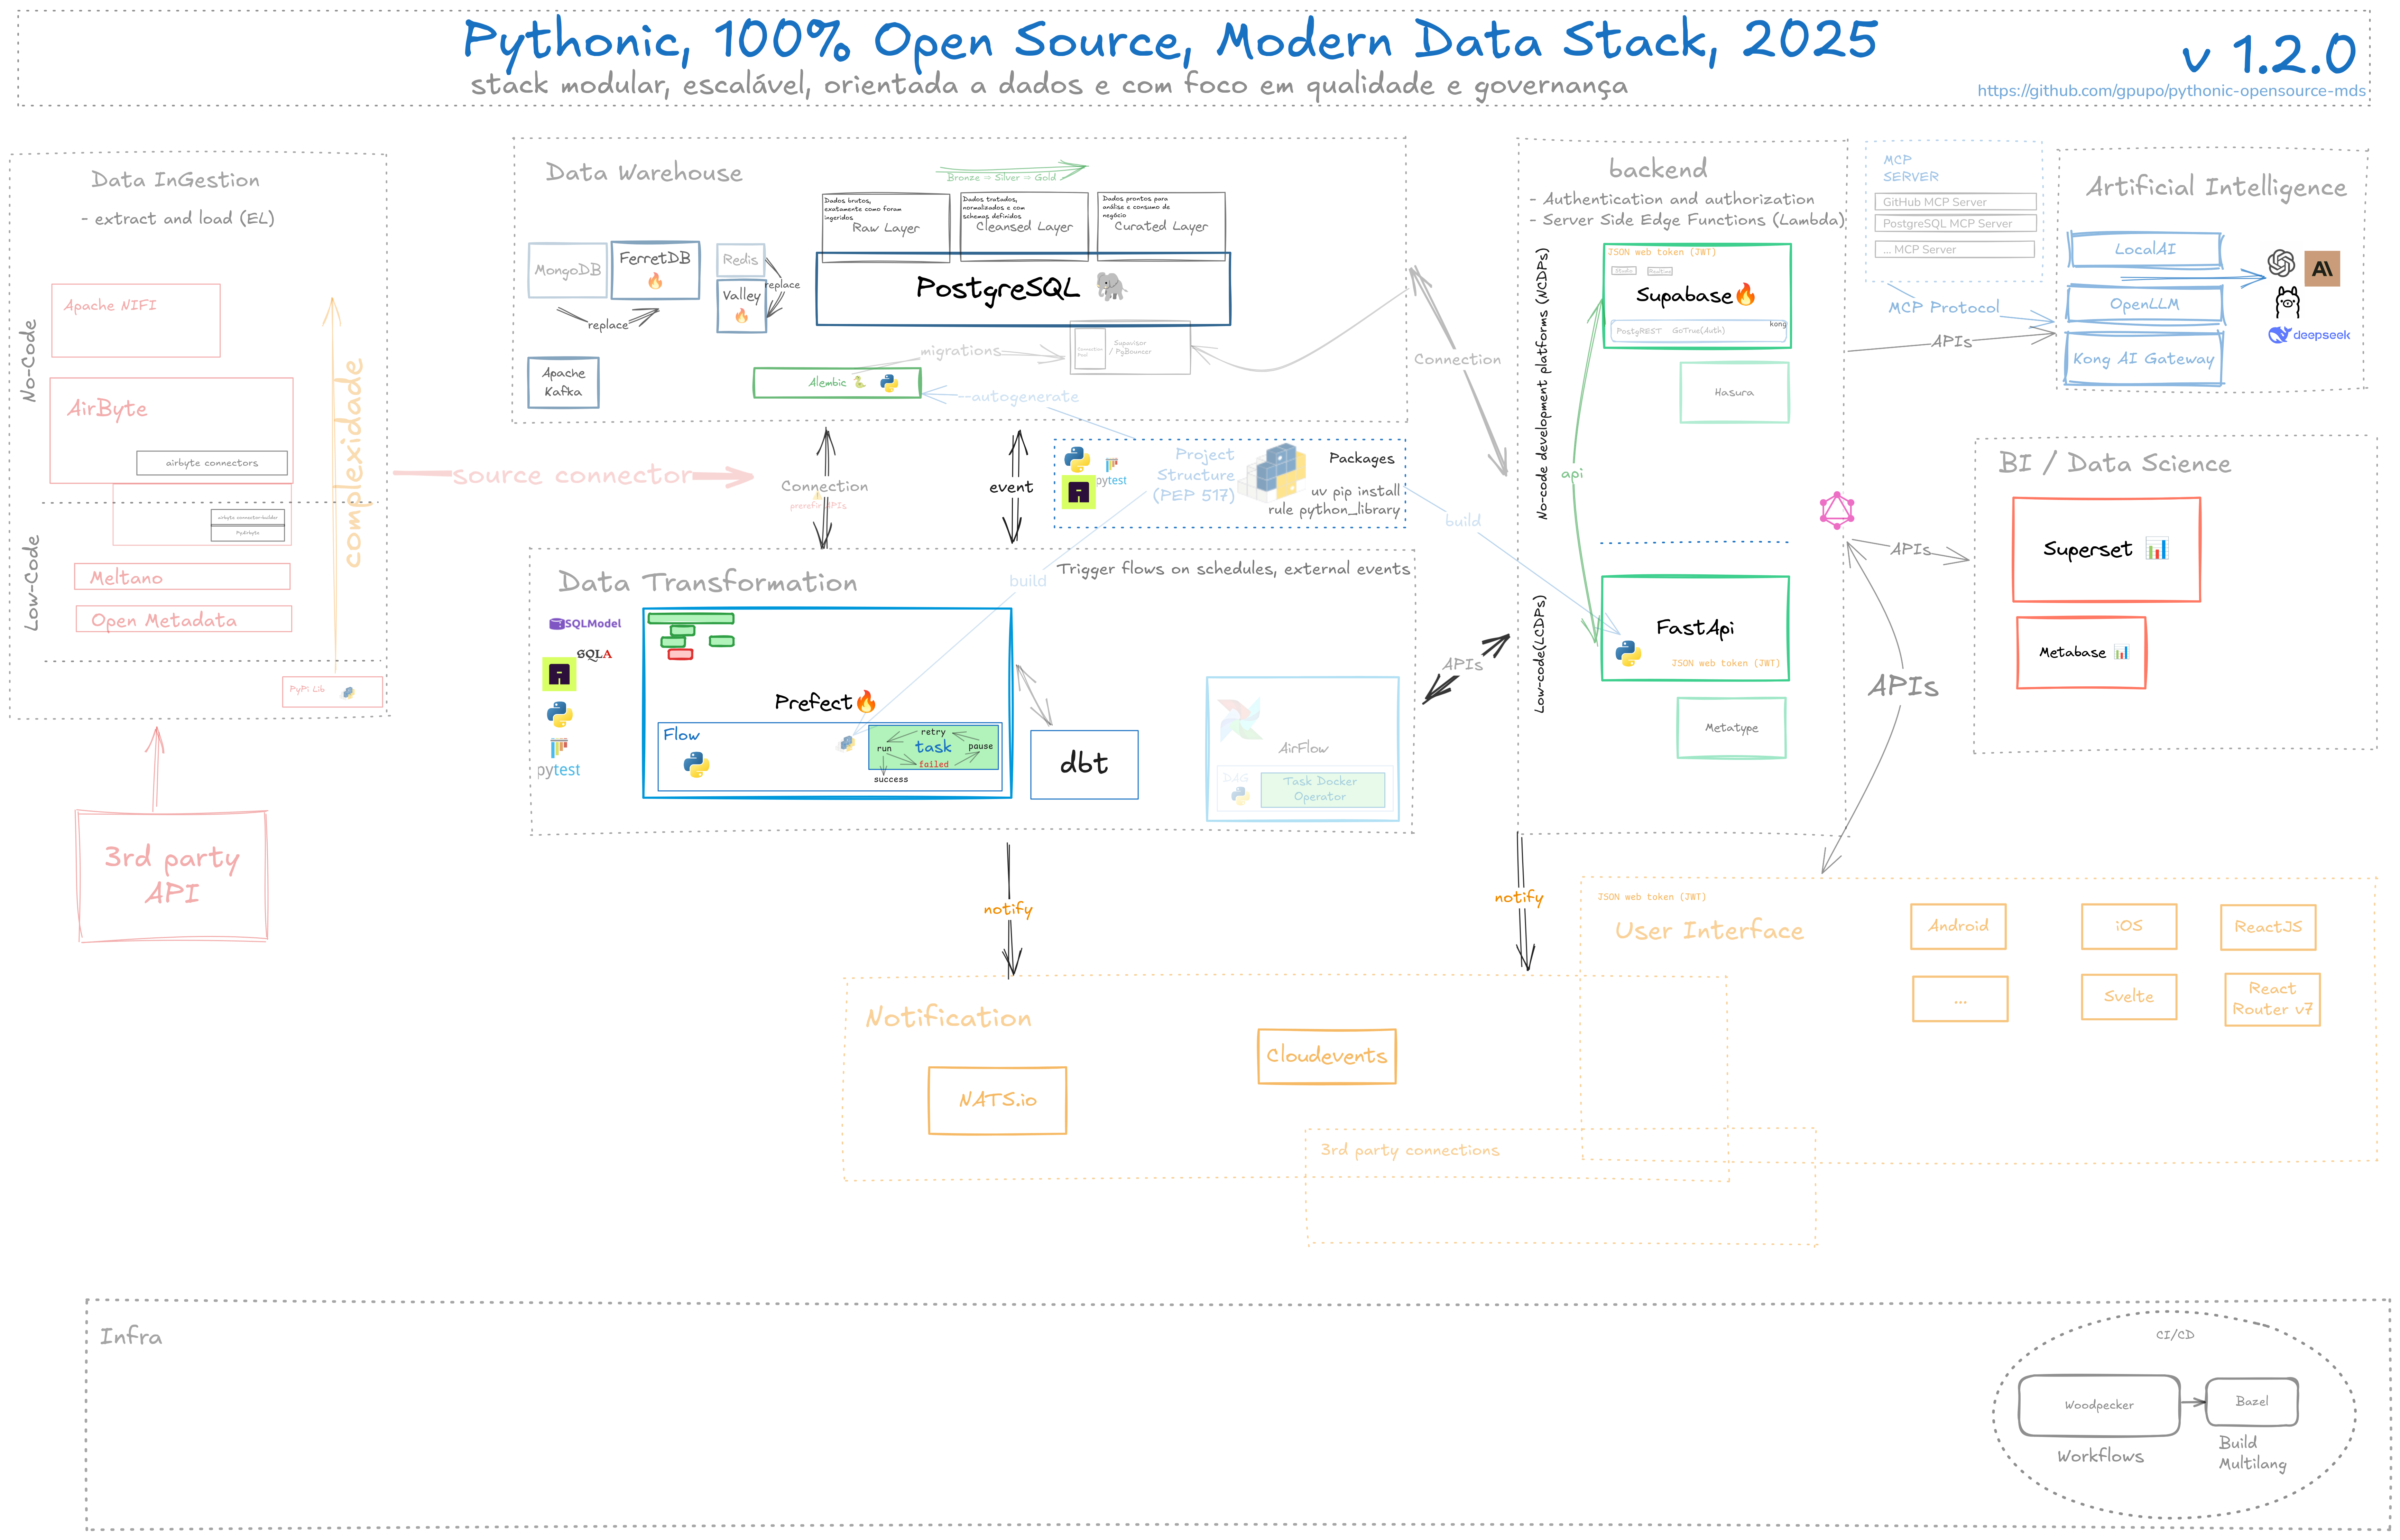 Pythonic, 100% Open Source, Modern Data Stack, 2025
stack modular, escalável, orientada a dados e com foco em qualidade e governança
v 1.2.0
https://github.com/gpupo/pythonic-opensource-mds
Data InGestion
- extract and load (EL)
No-Code
Apache NIFI
AirByte
airbyte connectors
complexidade
Low-Code
airbyte connector-builder
PyAirbyte
Meltano
Open Metadata
PyPi Lib
3rd party
API
source connector
Data Warehouse
Bronze = Silver = Gold
Dados brutos,
exatamente como foram
ingeridos
Raw Layer
Dados tratados,
normalizados e com
schemas definidos
Cleansed Layer
Dados prontos para
análise e consumo de
negócio
Curated Layer
MongoDB
FerretDB
replace
Redis
Valley
replace
PostgreSQL
Apache
Kafka
migrations
Connection
Pool
Supavisor
/ PyBouncer
Alembic
--autogenerate
Connection
prerefir APIs
event
pytest
Project
Structure
(PEP 517)
Packages
uv pip install
rule python_library
build
build
Connection
Data Transformation
Trigger flows on schedules, external events
SQLModel
SQLA
pytest
Prefect
Flow
retry
run
task
pause
failed
success
dbt
AirFlow
DAG
Task Docker
Operator
APIs
notify
notify
backend
- Authentication and authorization
- Server Side Edge Functions (Lambda)
No-code development platforms (NCDPs)
JSON web token (JWT)
Studio
RealTime
Supabase
PostgREST
GoTrue(Auth)
kong
Hasura
api
Low-code(LCDPs)
FastApi
JSON web token (JWT)
Metatype
MCP
SERVER
GitHub MCP Server
PostgreSQL MCP Server
... MCP Server
MCP Protocol
APIs
Artificial Intelligence
LocalAI
OpenLLM
Kong AI Gateway
deepseek
BI / Data Science
APIs
Superset
Metabase
APIs
JSON web token (JWT)
User Interface
Android
iOS
ReactJS
...
Svelte
React
Router v7
Notification
Cloudevents
NATS.io
3rd party connections
Infra
CI/CD
Woodpecker
Bazel
Workflows
Build
Multilang